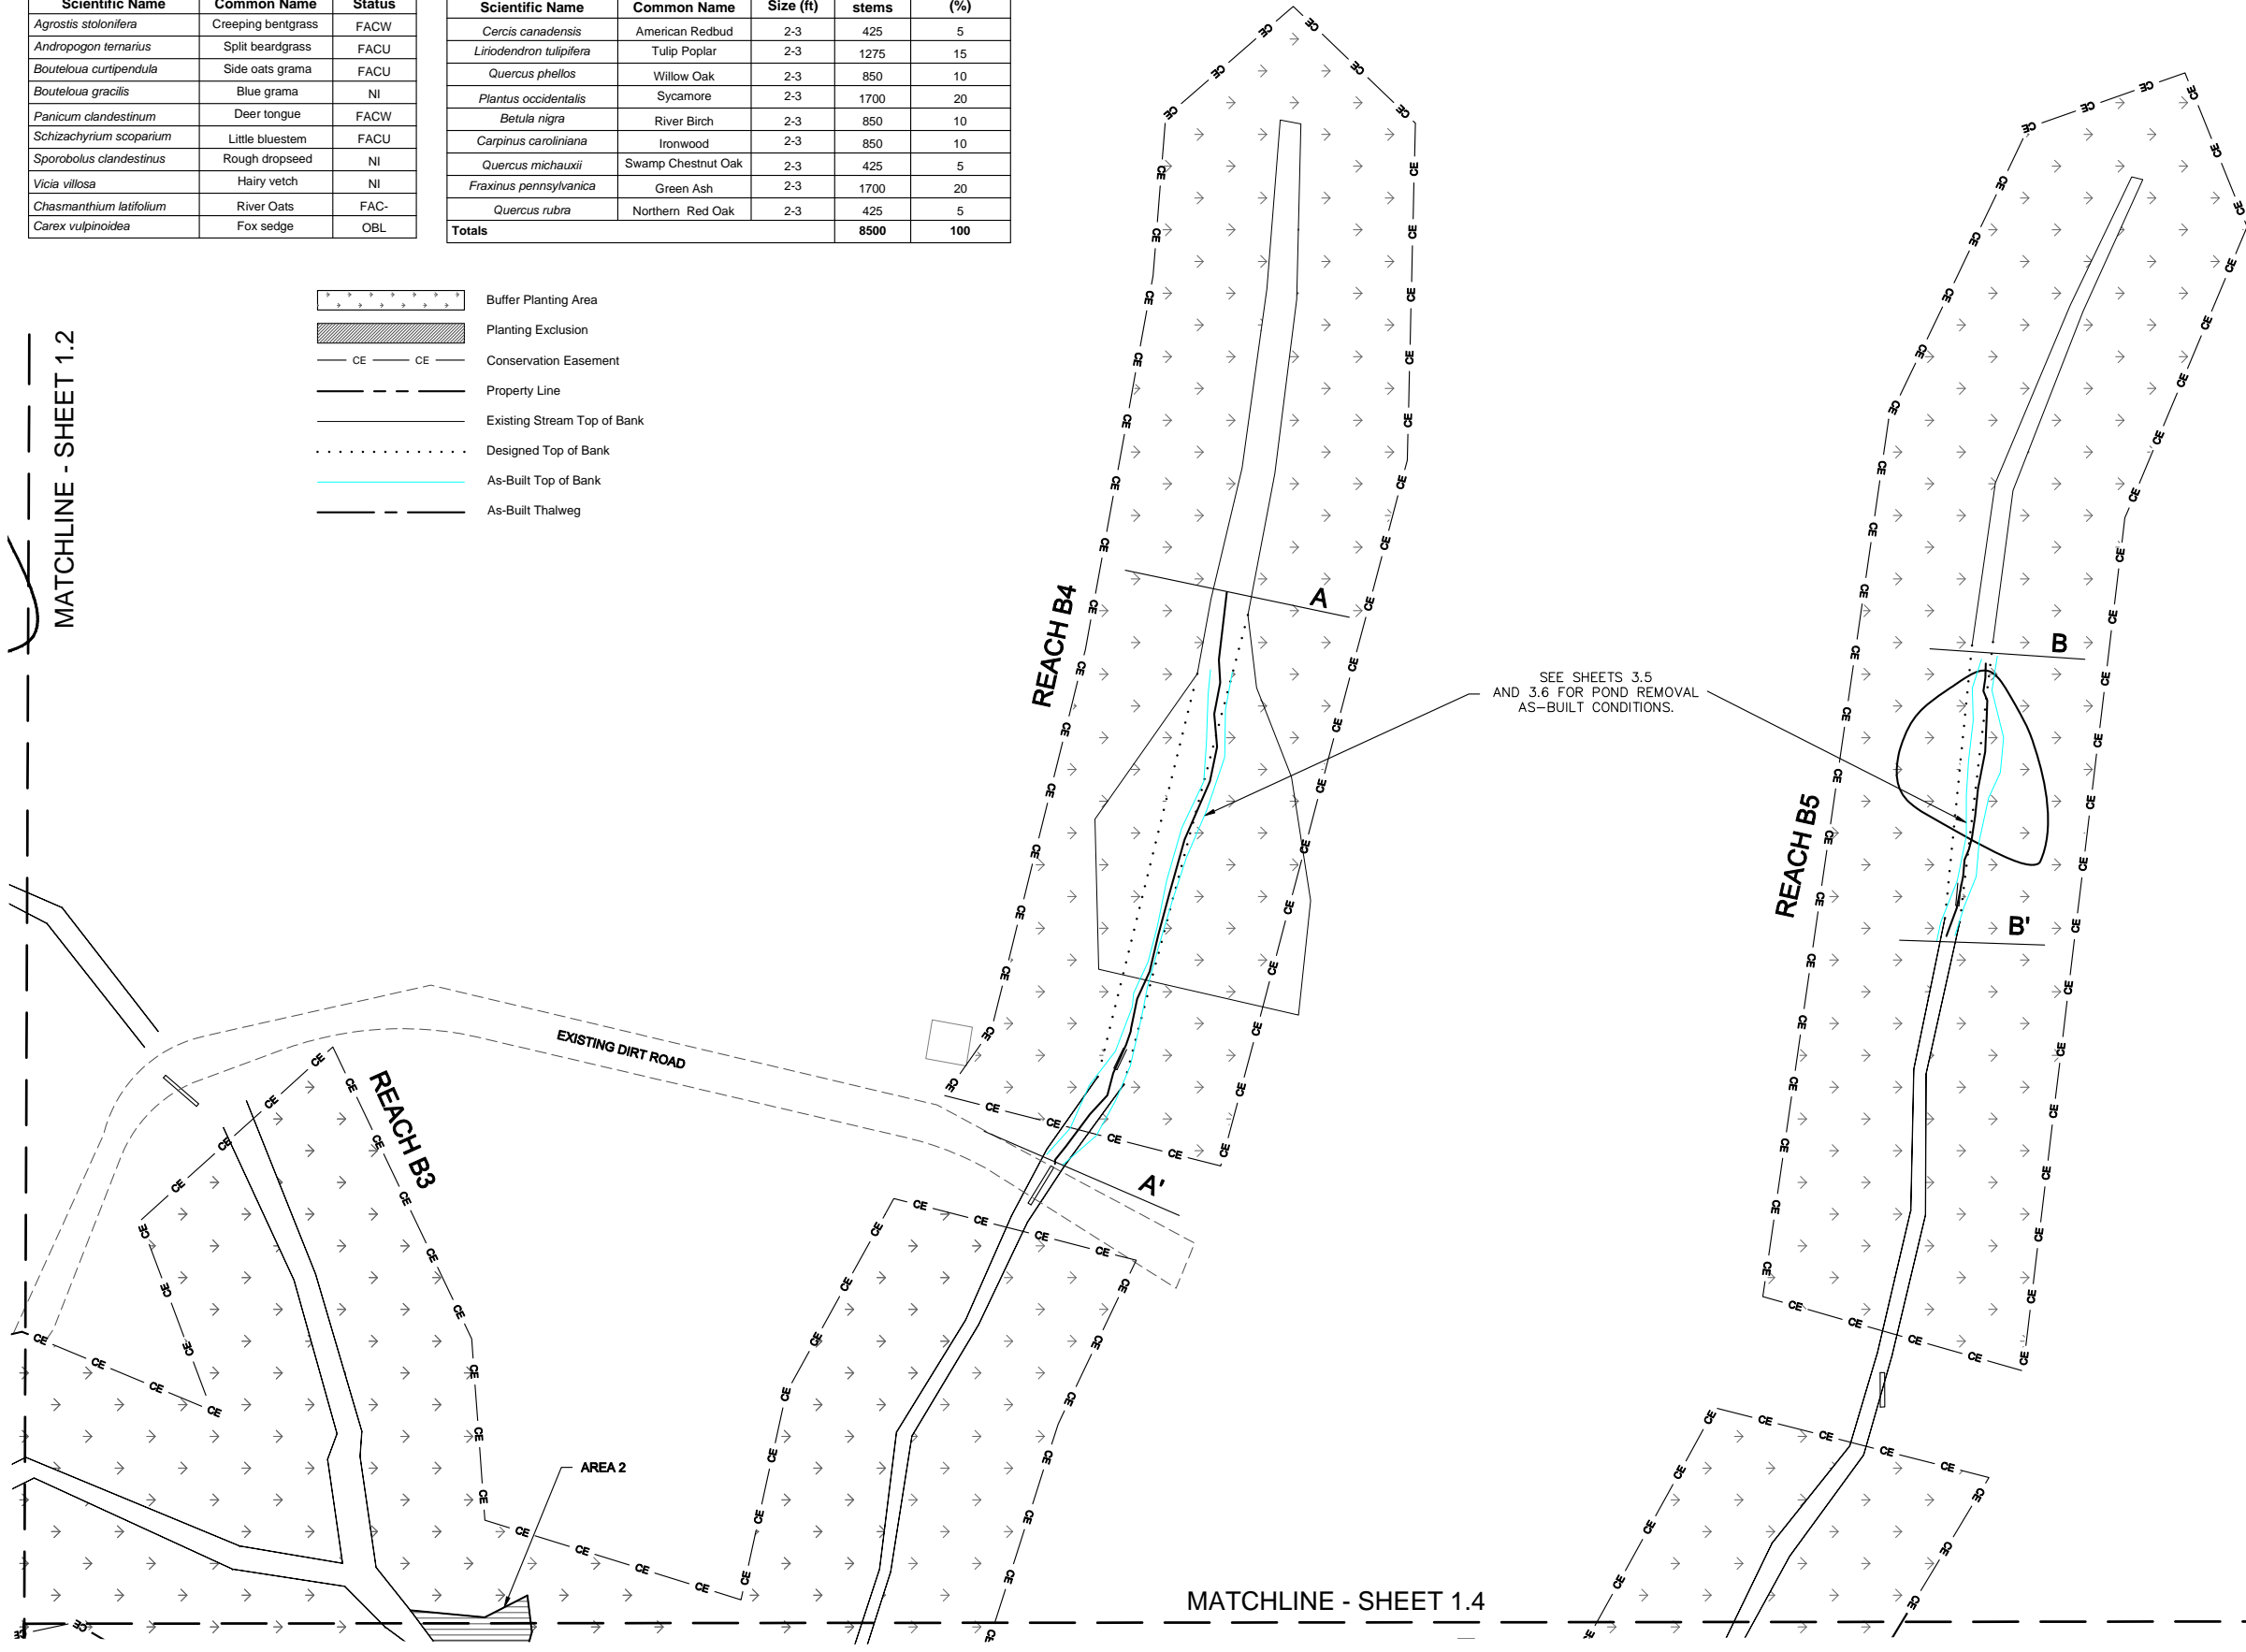 Scientific Name Common Name Status
Agrostis stolonifera Creeping bentgrass FACW
Andropogon ternarius Split beardgrass FACU
Bouteloua curtipendula Side oats grama FACU
Bouteloua gracilis Blue grama NI
Panicum clandestinum Deer tongue FACW
Schizachyrium scoparium Little bluestem FACU
Sporobolus clandestinus Rough dropseed NI
Vicia villosa Hairy vetch NI
Chasmanthium latifolium River Oats FAC-
Carex vulpinoidea Fox sedge OBL
Scientific Name Common Name Size (ft) stems (%)
Cercis canadensis American Redbud 2-3 425 5
Liriodendron tulipifera Tulip Poplar 2-3 1275 15
Quercus phellos Willow Oak 2-3 850 10
Plantus occidentalis Sycamore 2-3 1700 20
Betula nigra River Birch 2-3 850 10
Carpinus caroliniana Ironwood 2-3 850 10
Quercus michauxii Swamp Chestnut Oak 2-3 425 5
Fraxinus pennsylvanica Green Ash 2-3 1700 20
Quercus rubra Northern Red Oak 2-3 425 5
Totals 8500 100
Buffer Planting Area
Planting Exclusion
CE CE Conservation Easement
Property Line
Existing Stream Top of Bank
Designed Top of Bank
As-Built Top of Bank
As-Built Thalweg
MATCHLINE - SHEET 1.2
REACH B4
A
SEE SHEETS 3.5
AND 3.6 FOR POND REMOVAL
AS-BUILT CONDITIONS.
B
REACH B5
B'
EXISTING DIRT ROAD
REACH B3
A'
AREA 2
MATCHLINE - SHEET 1.4